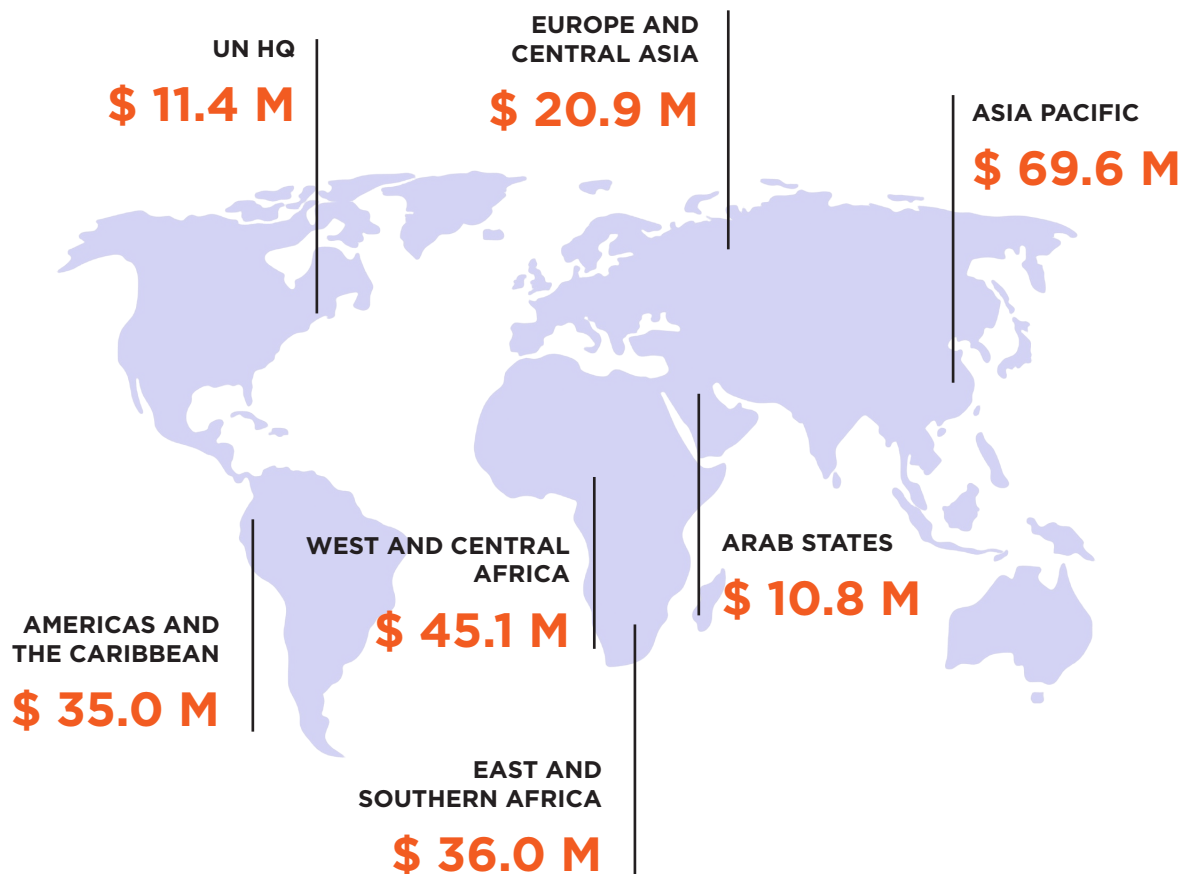 UN HQ
$ 11.4 M
EUROPE AND
CENTRAL ASIA
$ 20.9 M
ASIA PACIFIC
$ 69.6 M
WEST AND CENTRAL
AFRICA
$ 45.1 M
ARAB STATES
$ 10.8 M
AMERICAS AND
THE CARIBBEAN
$ 35.0 M
EAST AND
SOUTHERN AFRICA
$ 36.0 M